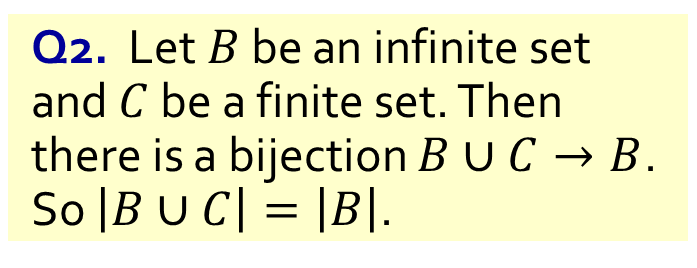 Q2. Let 𝐵 be an infinite set
and 𝐶 be a finite set. Then
there is a bijection 𝐵 ∪ 𝐶 → 𝐵.
So |𝐵 ∪ 𝐶| = |𝐵|.